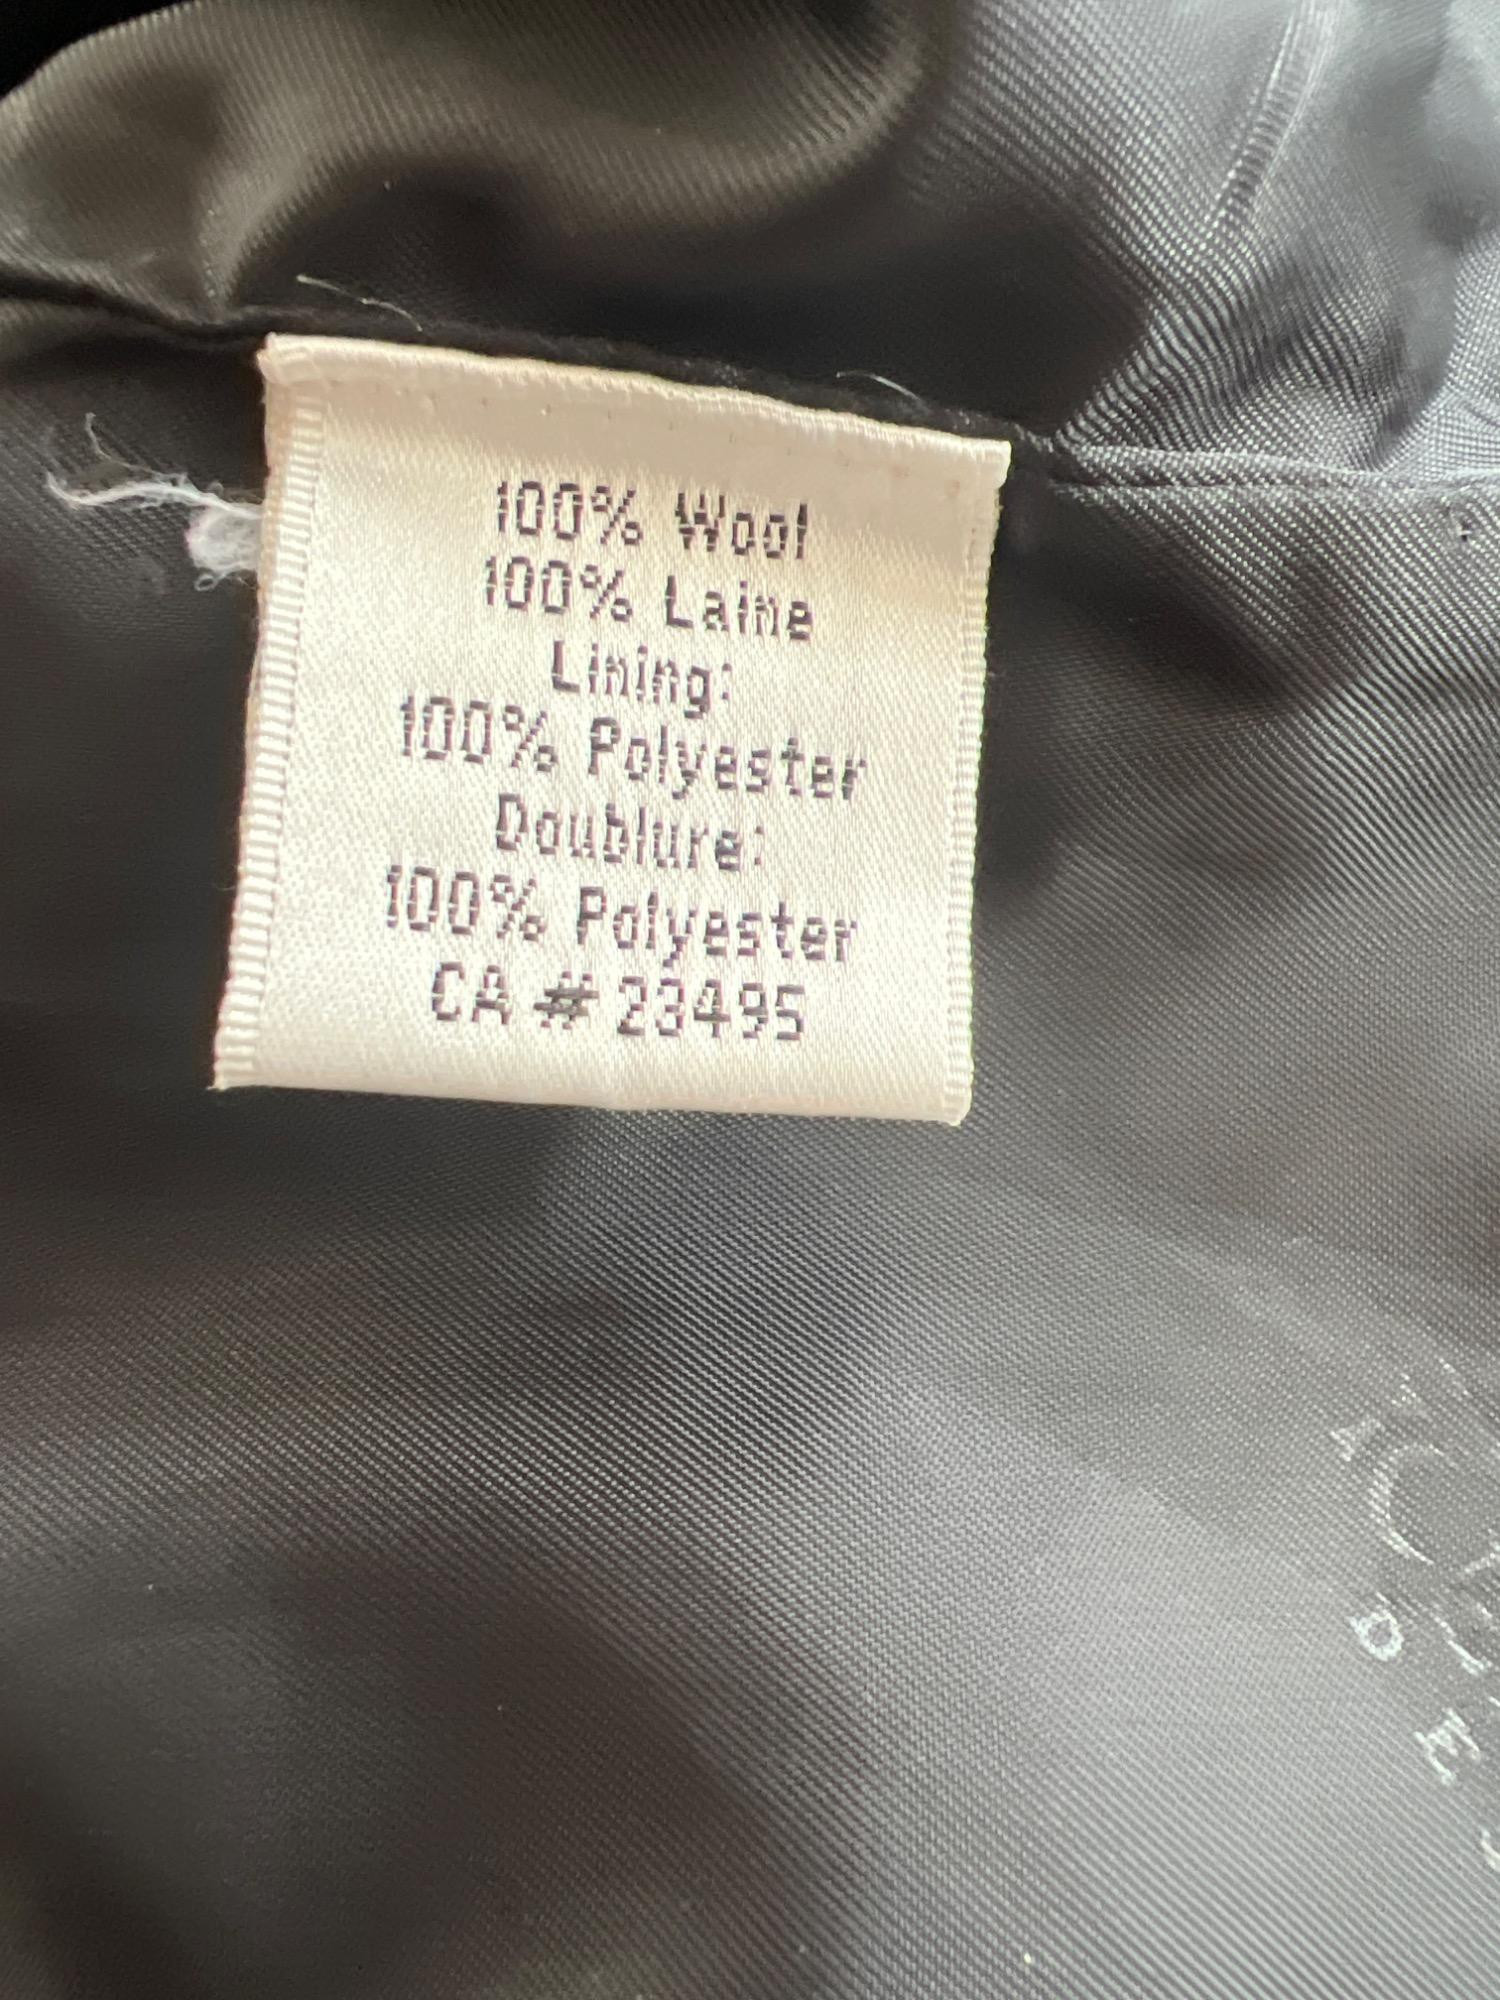 100% Wool
100% Laine
Lining:
100% Polyester
Doublure:
100% Polyester
CA # 23495